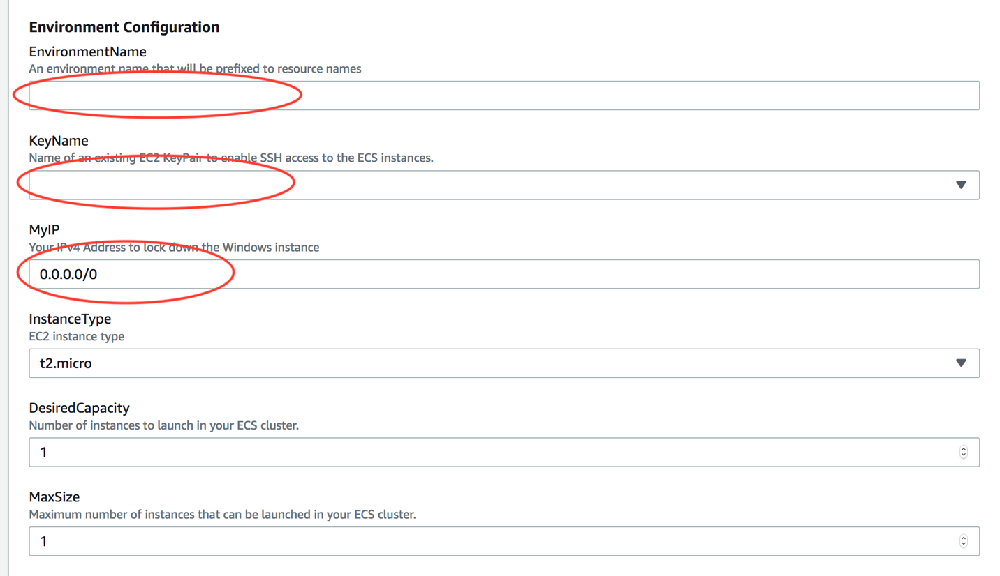 Environment Configuration
EnvironmentName
An environment name that will be prefixed to resource names
KeyName
Name of an existing EC2 KeyPair to enable SSH access to the ECS instances.
MyIP
Your IPv4 Address to lock down the Windows instance
0.0.0.0/0
InstanceType
EC2 instance type
t2.micro
DesiredCapacity
Number of instances to launch in your ECS cluster.
1
MaxSize
Maximum number of instances that can be launched in your ECS cluster.
1